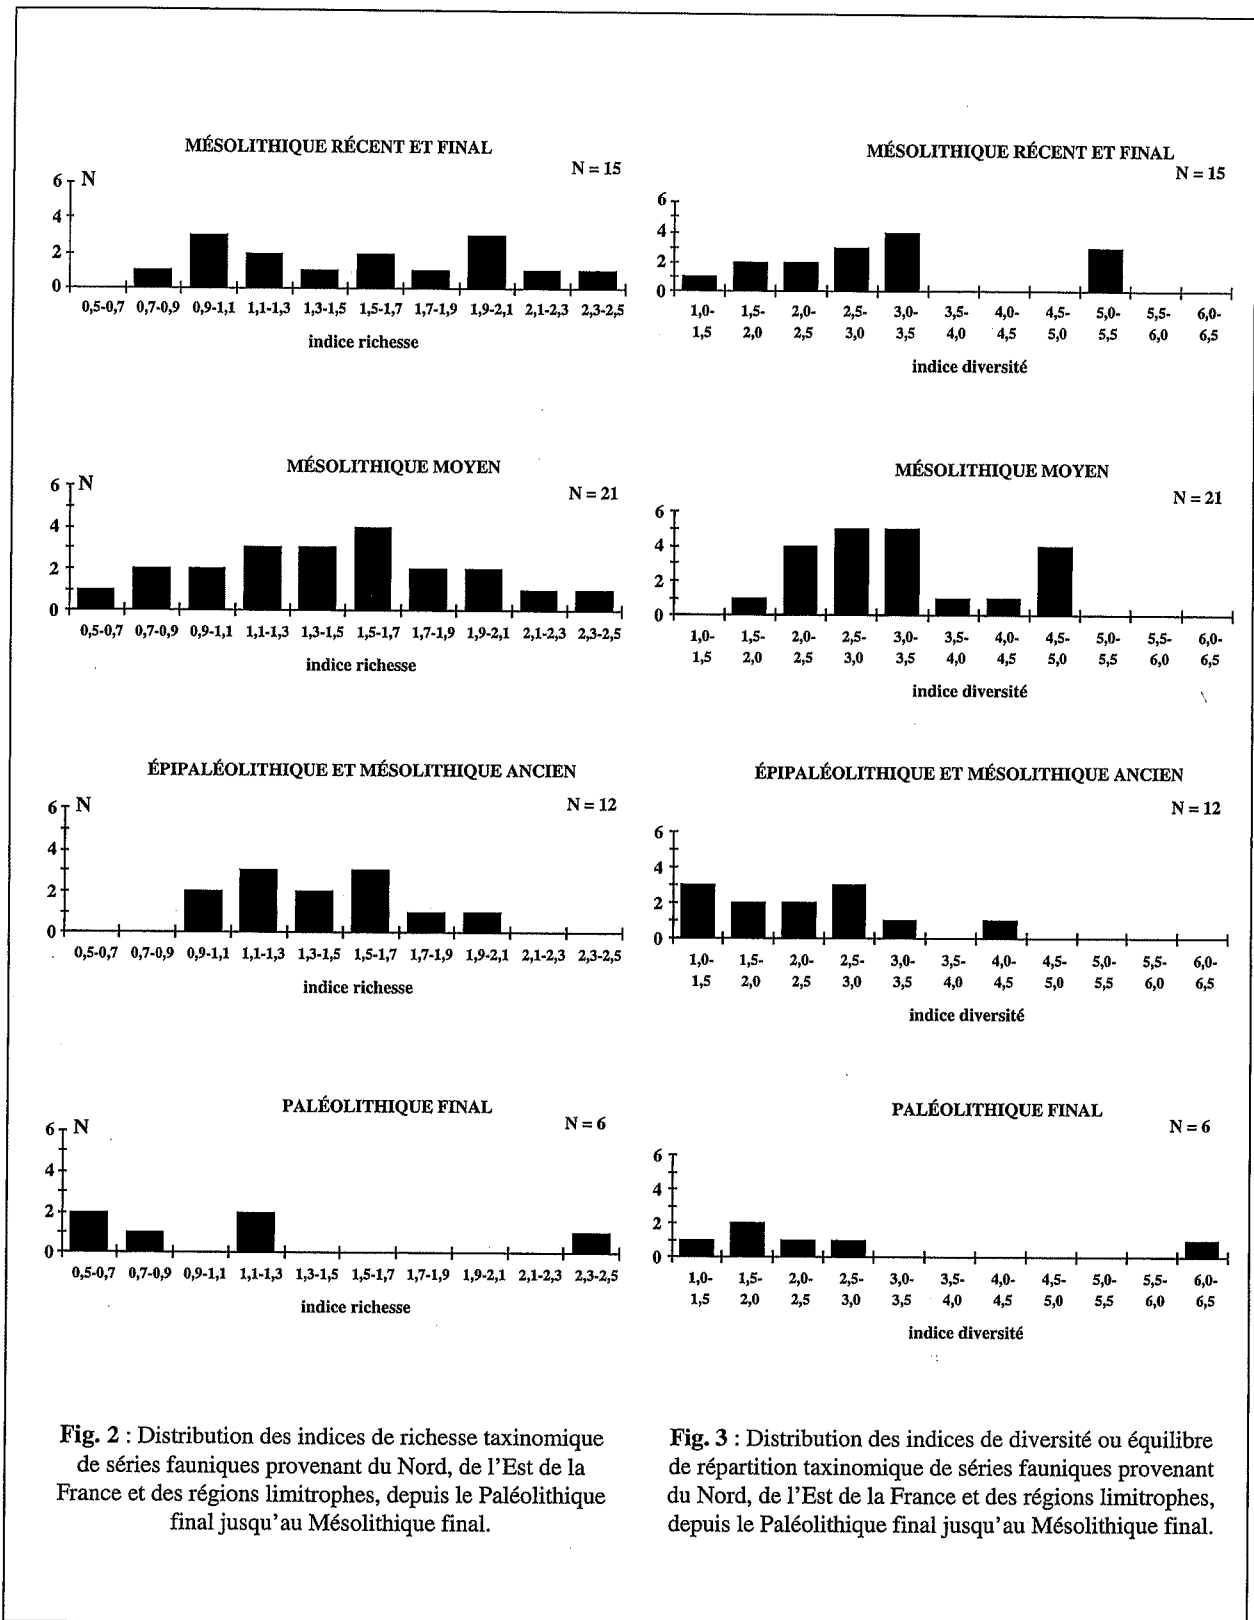 MÉSOLITHIQUE RÉCENT ET FINAL
N = 15
N
6
4
2
0
0,5-0,7 0,7-0,9 0,9-1,1 1,1-1,3 1,3-1,5 1,5-1,7 1,7-1,9 1,9-2,1 2,1-2,3 2,3-2,5
indice richesse
MÉSOLITHIQUE MOYEN
N = 21
N
6
4
2
0
0,5-0,7 0,7-0,9 0,9-1,1 1,1-1,3 1,3-1,5 1,5-1,7 1,7-1,9 1,9-2,1 2,1-2,3 2,3-2,5
indice richesse
ÉPIPALÉOLITHIQUE ET MÉSOLITHIQUE ANCIEN
N = 12
N
6
4
2
0
0,5-0,7 0,7-0,9 0,9-1,1 1,1-1,3 1,3-1,5 1,5-1,7 1,7-1,9 1,9-2,1 2,1-2,3 2,3-2,5
indice richesse
PALÉOLITHIQUE FINAL
N = 6
N
6
4
2
0
0,5-0,7 0,7-0,9 0,9-1,1 1,1-1,3 1,3-1,5 1,5-1,7 1,7-1,9 1,9-2,1 2,1-2,3 2,3-2,5
indice richesse
Fig. 2 : Distribution des indices de richesse taxinomique
de séries fauniques provenant du Nord, de l'Est de la
France et des régions limitrophes, depuis le Paléolithique
final jusqu'au Mésolithique final.
MÉSOLITHIQUE RÉCENT ET FINAL
N = 15
6
4
2
0
1,0- 1,5- 2,0- 2,5- 3,0- 3,5- 4,0- 4,5- 5,0- 5,5- 6,0-
1,5 2,0 2,5 3,0 3,5 4,0 4,5 5,0 5,5 6,0 6,5
indice diversité
MÉSOLITHIQUE MOYEN
N = 21
6
4
2
0
1,0- 1,5- 2,0- 2,5- 3,0- 3,5- 4,0- 4,5- 5,0- 5,5- 6,0-
1,5 2,0 2,5 3,0 3,5 4,0 4,5 5,0 5,5 6,0 6,5
indice diversité
ÉPIPALÉOLITHIQUE ET MÉSOLITHIQUE ANCIEN
N = 12
6
4
2
0
1,0- 1,5- 2,0- 2,5- 3,0- 3,5- 4,0- 4,5- 5,0- 5,5- 6,0-
1,5 2,0 2,5 3,0 3,5 4,0 4,5 5,0 5,5 6,0 6,5
indice diversité
PALÉOLITHIQUE FINAL
N = 6
6
4
2
0
1,0- 1,5- 2,0- 2,5- 3,0- 3,5- 4,0- 4,5- 5,0- 5,5- 6,0-
1,5 2,0 2,5 3,0 3,5 4,0 4,5 5,0 5,5 6,0 6,5
indice diversité
Fig. 3 : Distribution des indices de diversité ou équilibre
de répartition taxinomique de séries fauniques provenant
du Nord, de l'Est de la France et des régions limitrophes,
depuis le Paléolithique final jusqu'au Mésolithique final.